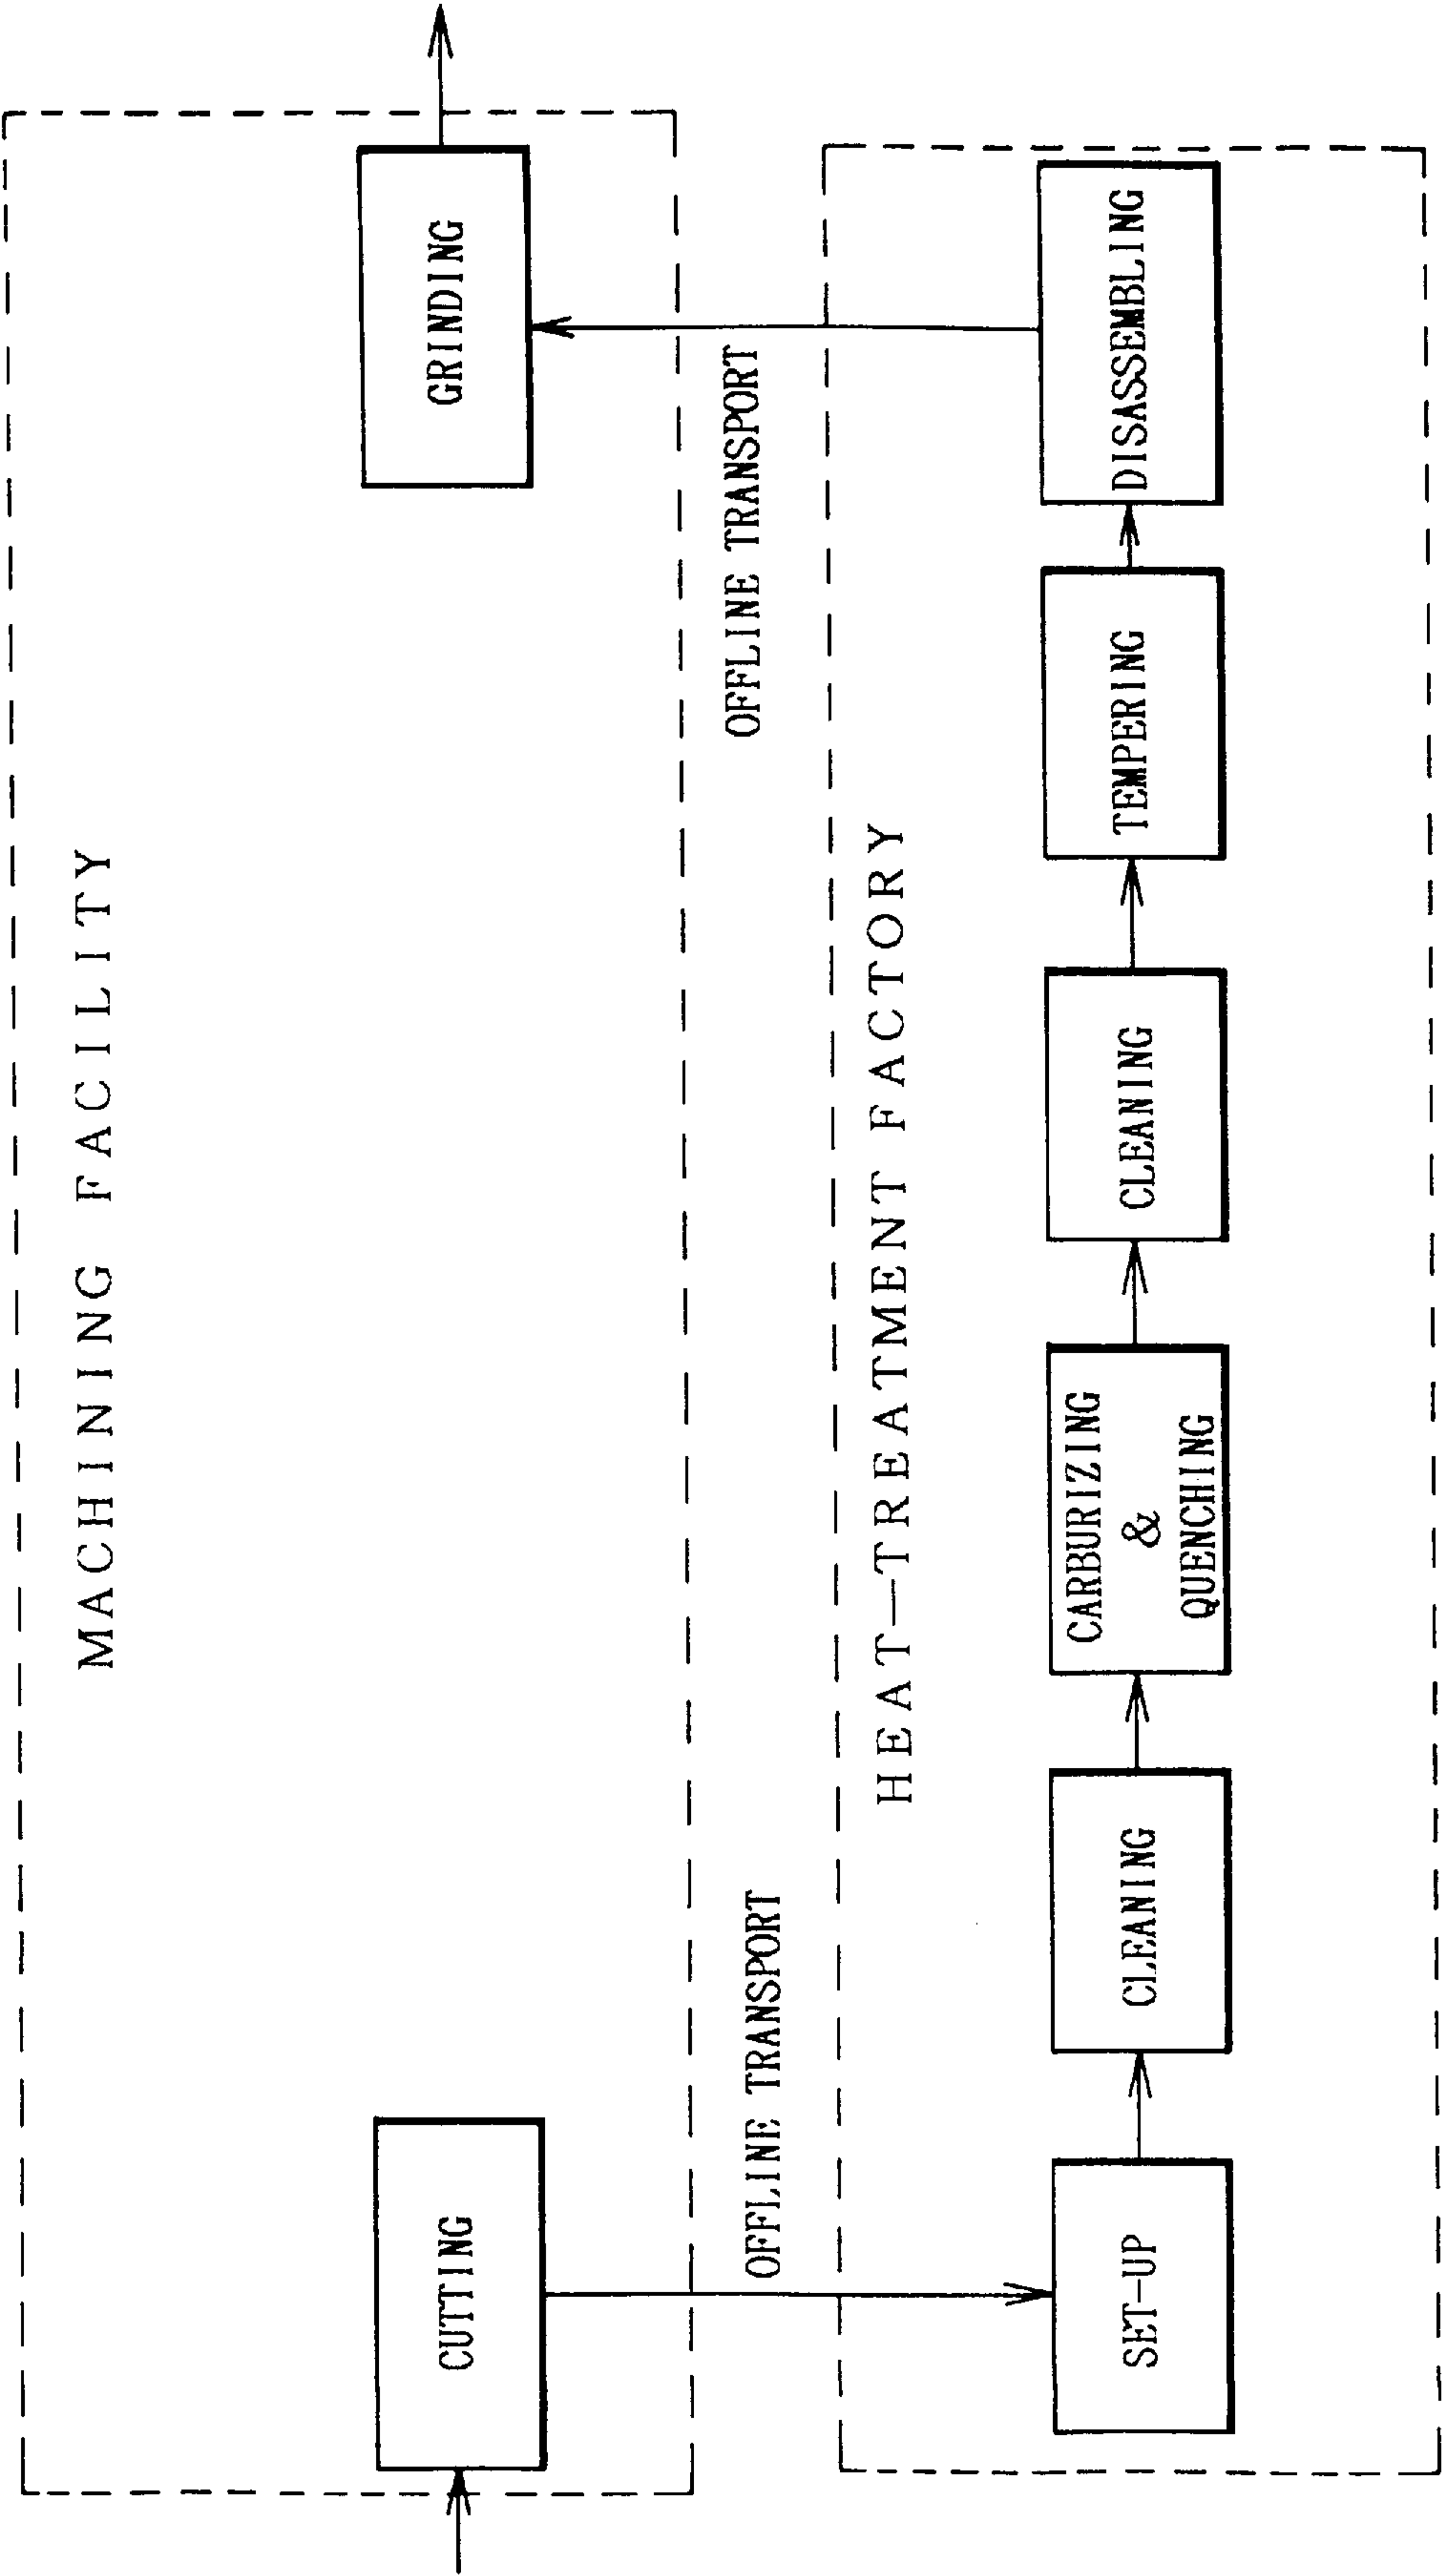 MACHINING FACILITY
CUTTING
GRINDING
OFFLINE TRANSPORT
OFFLINE TRANSPORT
HEAT-TREATMENT FACTORY
SET-UP
CLEANING
CARBURIZING
&
QUENCHING
CLEANING
TEMPERING
DISASSEMBLING